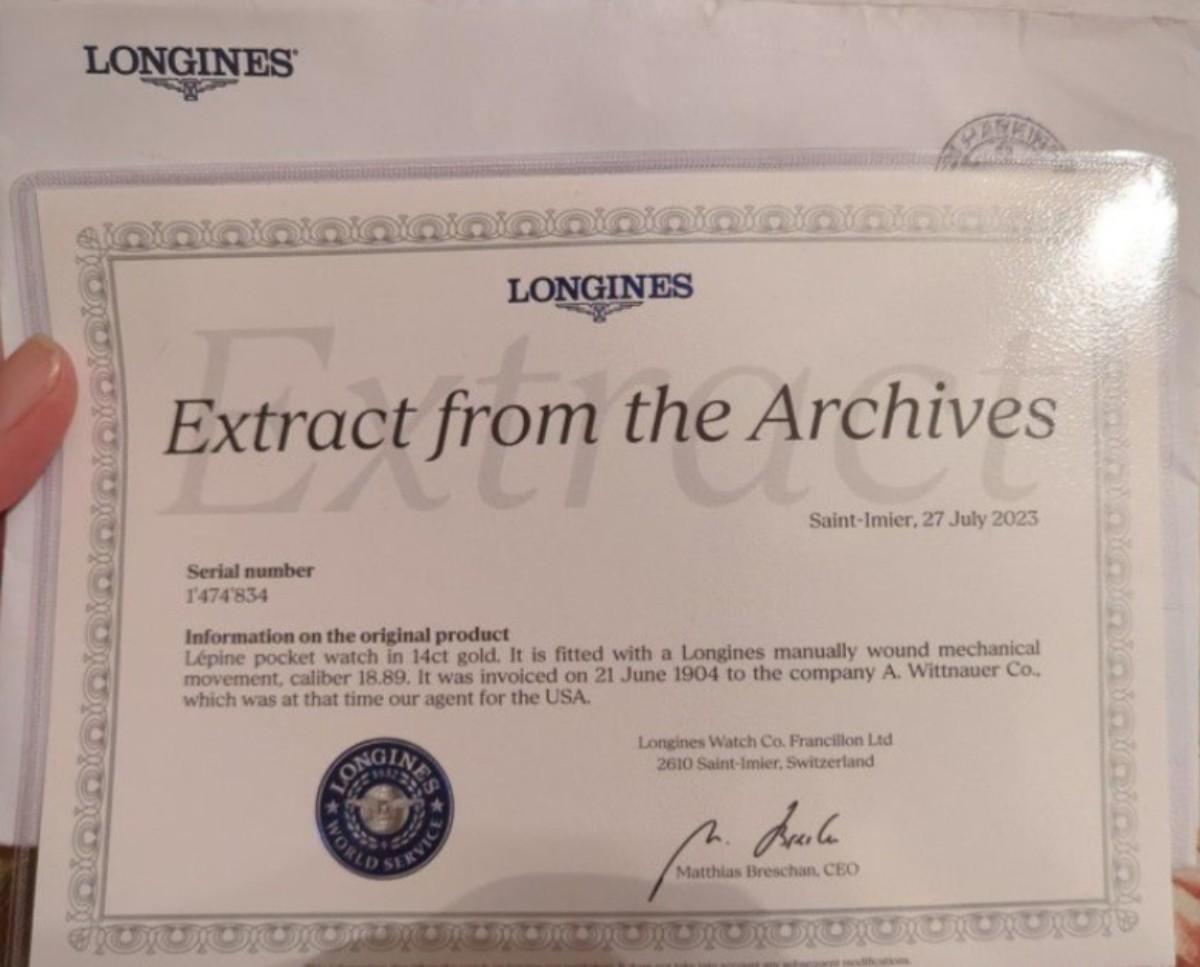 LONGINES
LONGINES
Extract
Extract from the Archives
Saint-Imier, 27 July 2023
Serial number
1'474'834
Information on the original product
Lépine pocket watch in 14ct gold. It is fitted with a Longines manually wound mechanical
movement, caliber 18.89. It was invoiced on 21 June 1904 to the company A. Wittnauer Co.,
which was at that time our agent for the USA.
Longines Watch Co. Francillon Ltd
2610 Saint-Imier, Switzerland
LONGINES
WORLD SERVICE
Matthias Breschan, CEO
any subsequent modifications.